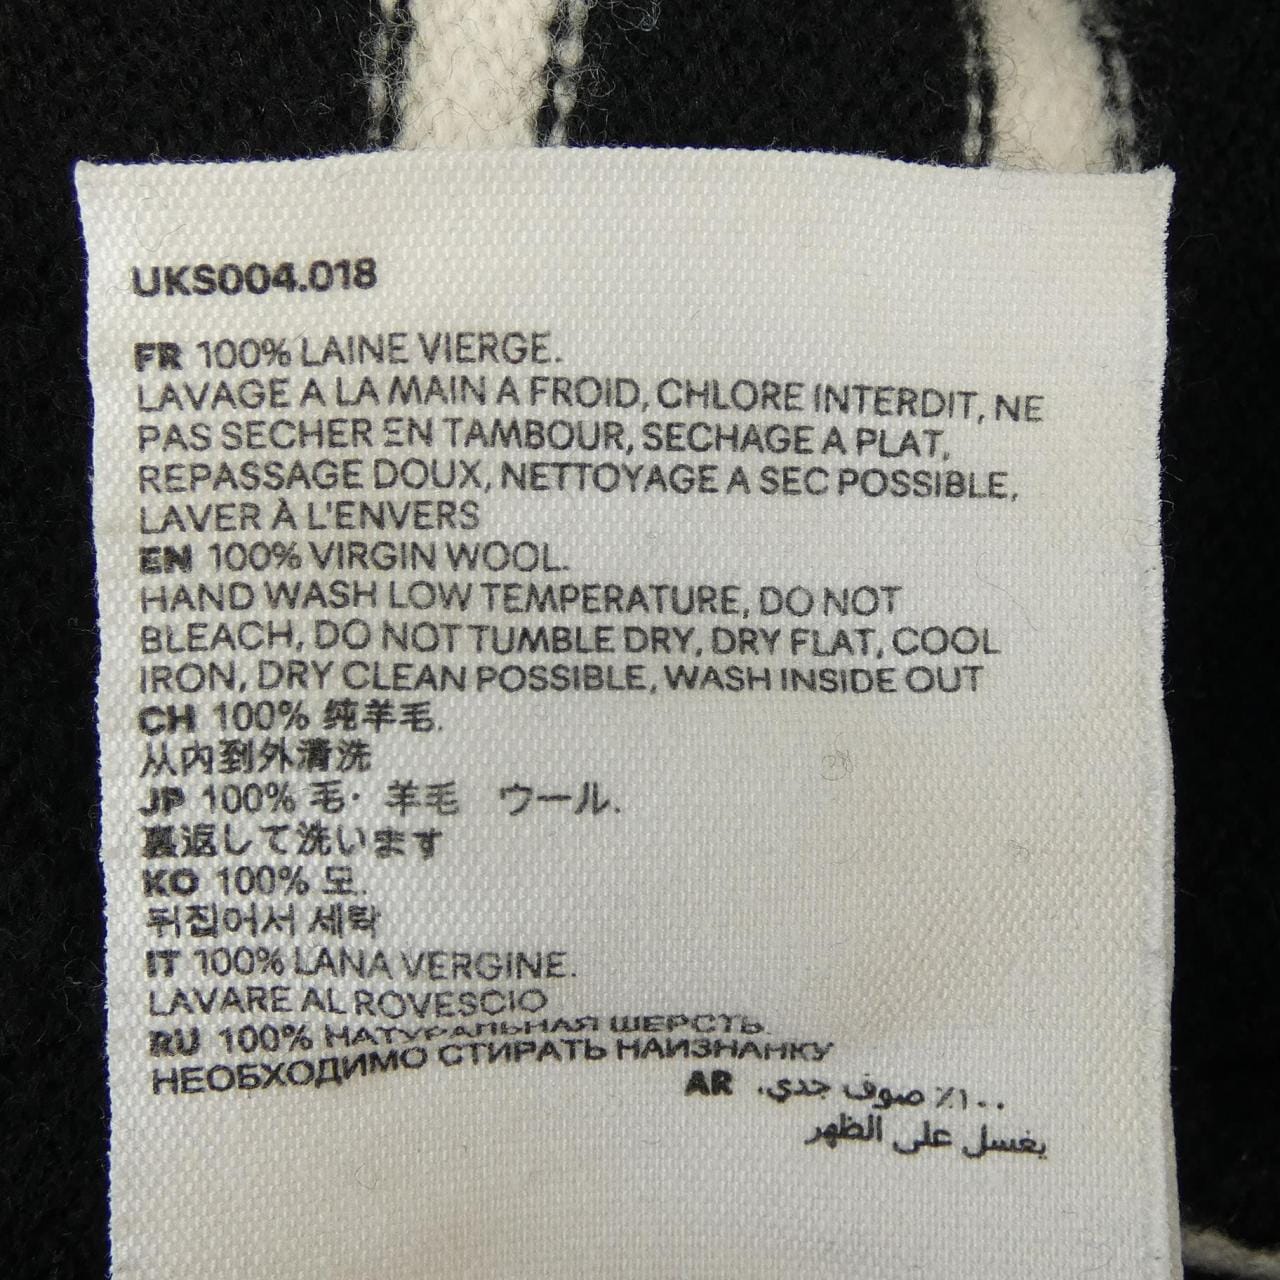 UKS004.018
FR 100% LAINE VIERGE.
LAVAGE A LA MAIN A FROID, CHLORE INTERDIT, NE
PAS SECHER EN TAMBOUR, SECHAGE A PLAT,
REPASSAGE DOUX, NETTOYAGE A SEC POSSIBLE,
LAVER À L'ENVERS
EN 100% VIRGIN WOOL.
HAND WASH LOW TEMPERATURE, DO NOT
BLEACH, DO NOT TUMBLE DRY, DRY FLAT, COOL
IRON, DRY CLEAN POSSIBLE, WASH INSIDE OUT
CH 100% 纯羊毛.
从内到外清洗
JP 100% 毛· 羊毛 ウール.
裏返して洗います
KO 100% 모.
뒤집어서 세탁
IT 100% LANA VERGINE.
LAVARE AL ROVESCIO
RU 100% НАТУРАЛЬНАЯ ШЕРСТЬ.
НЕОБХОДИМО СТИРАТЬ НАИЗНАНКУ
AR ١٠٠٪ صوف جدي.
يغسل على الظهر